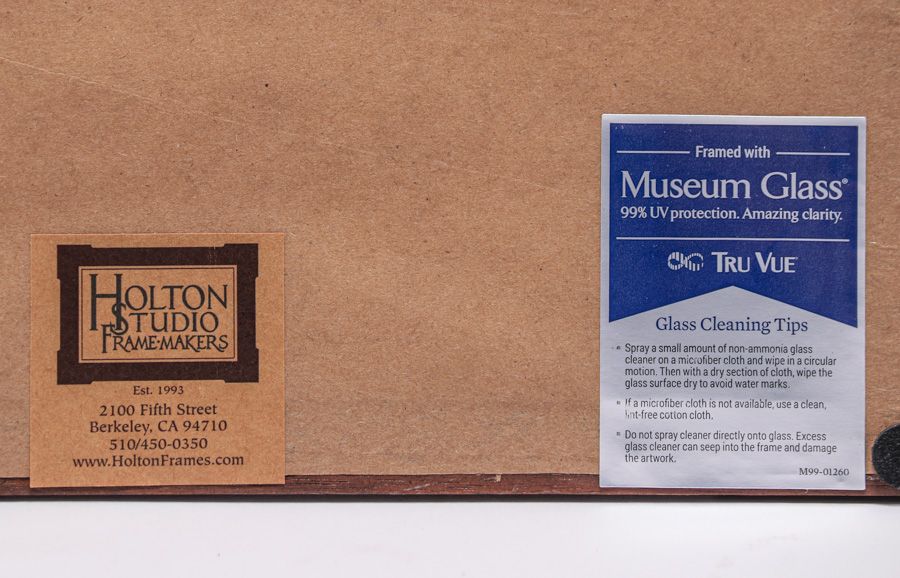 HOLTON
STUDIO
FRAME-MAKERS
Est. 1993
2100 Fifth Street
Berkeley, CA 94710
510/450-0350
www.HoltonFrames.com
Framed with
Museum Glass®
99% UV protection. Amazing clarity.
TRU VUE®
Glass Cleaning Tips
Spray a small amount of non-ammonia glass
cleaner on a microfiber cloth and wipe in a circular
motion. Then with a dry section of cloth, wipe the
glass surface dry to avoid water marks.
If a microfiber cloth is not available, use a clean,
lint-free cotton cloth.
Do not spray cleaner directly onto glass. Excess
glass cleaner can seep into the frame and damage
the artwork.
M99-01260